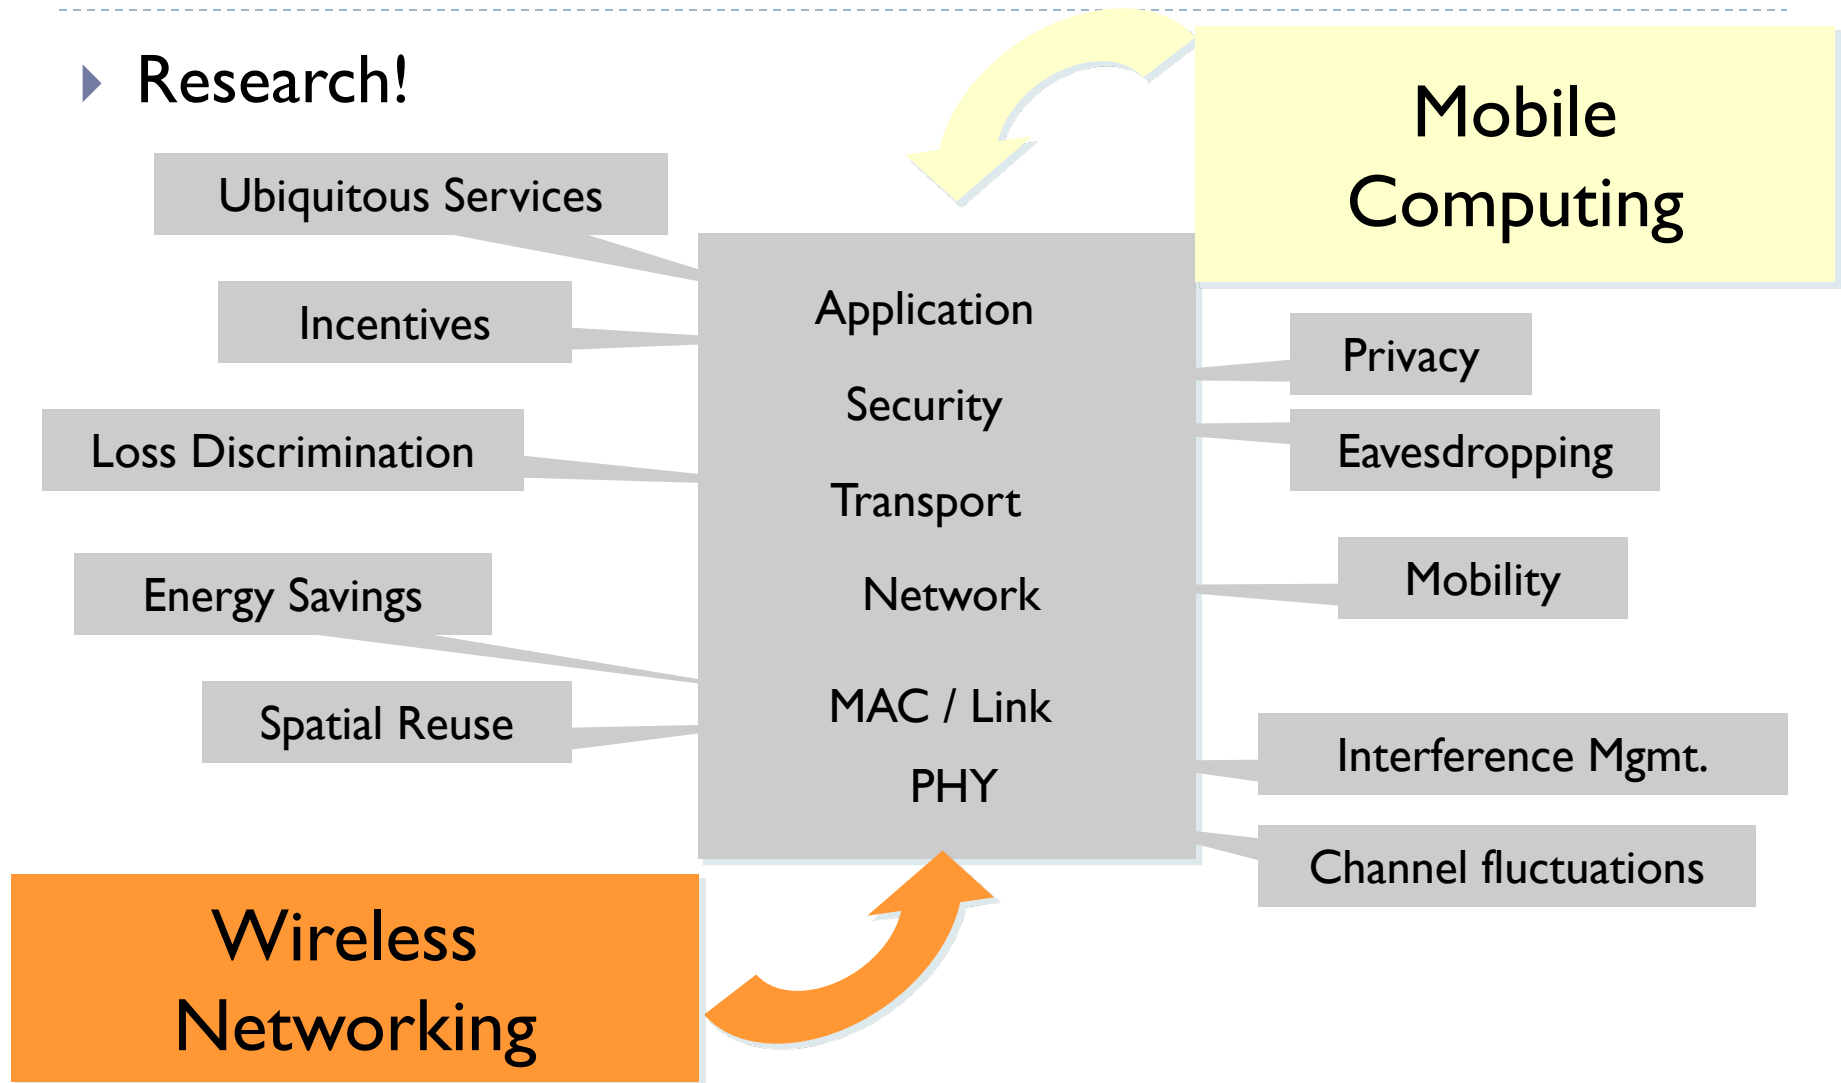 Research!
Mobile
Computing
Ubiquitous Services
Application
Incentives
Privacy
Security
Loss Discrimination
Eavesdropping
Transport
Network
Energy Savings
Mobility
MAC / Link
Spatial Reuse
Interference Mgmt.
PHY
Channel fluctuations
Wireless
Networking